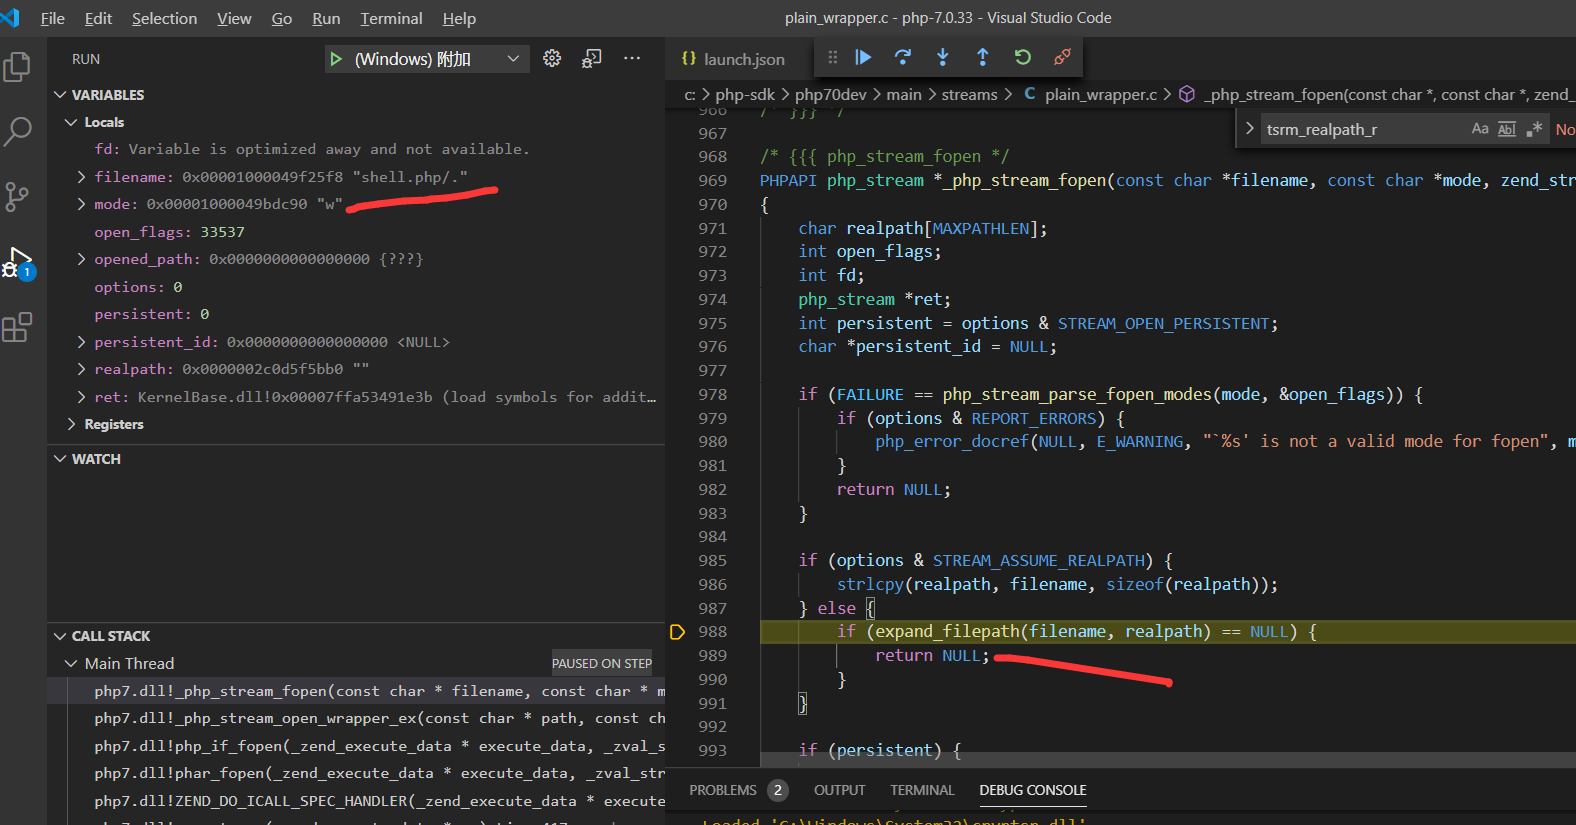 File Edit Selection View Go Run Terminal Help
plain_wrapper.c - php-7.0.33 - Visual Studio Code
RUN
(Windows) 附加
VARIABLES
Locals
fd: Variable is optimized away and not available.
filename: 0x00001000049f25f8 "shell.php/."
mode: 0x00001000049bdc90 "w"
open_flags: 33537
opened_path: 0x0000000000000000 {???}
options: 0
persistent: 0
persistent_id: 0x0000000000000000 <NULL>
realpath: 0x0000002c0d5f5bb0 ""
ret: KernelBase.dll!0x00007ffa53491e3b (load symbols for addit…
Registers
WATCH
CALL STACK
Main Thread
PAUSED ON STEP
php7.dll!_php_stream_fopen(const char * filename, const char * m
php7.dll!_php_stream_open_wrapper_ex(const char * path, const ch
php7.dll!php_if_fopen(_zend_execute_data * execute_data, _zval_s
php7.dll!phar_fopen(_zend_execute_data * execute_data, _zval_str
php7.dll!ZEND_DO_ICALL_SPEC_HANDLER(_zend_execute_data * execute
1
launch.json
c: > php-sdk > php70dev > main > streams > C plain_wrapper.c > _php_stream_fopen(const char *, const char *, zend_
tsrm_realpath_r
Aa Abl .*
No
966 /* }}} */
967
968 /* {{{ php_stream_fopen */
969 PHPAPI php_stream *_php_stream_fopen(const char *filename, const char *mode, zend_str
970 {
971 char realpath[MAXPATHLEN];
972 int open_flags;
973 int fd;
974 php_stream *ret;
975 int persistent = options & STREAM_OPEN_PERSISTENT;
976 char *persistent_id = NULL;
977
978 if (FAILURE == php_stream_parse_fopen_modes(mode, &open_flags)) {
979 if (options & REPORT_ERRORS) {
980 php_error_docref(NULL, E_WARNING, "`%s' is not a valid mode for fopen", m
981 }
982 return NULL;
983 }
984
985 if (options & STREAM_ASSUME_REALPATH) {
986 strlcpy(realpath, filename, sizeof(realpath));
987 } else {
988 if (expand_filepath(filename, realpath) == NULL) {
989 return NULL;
990 }
991 }
992
993 if (persistent) {
PROBLEMS 2 OUTPUT TERMINAL DEBUG CONSOLE